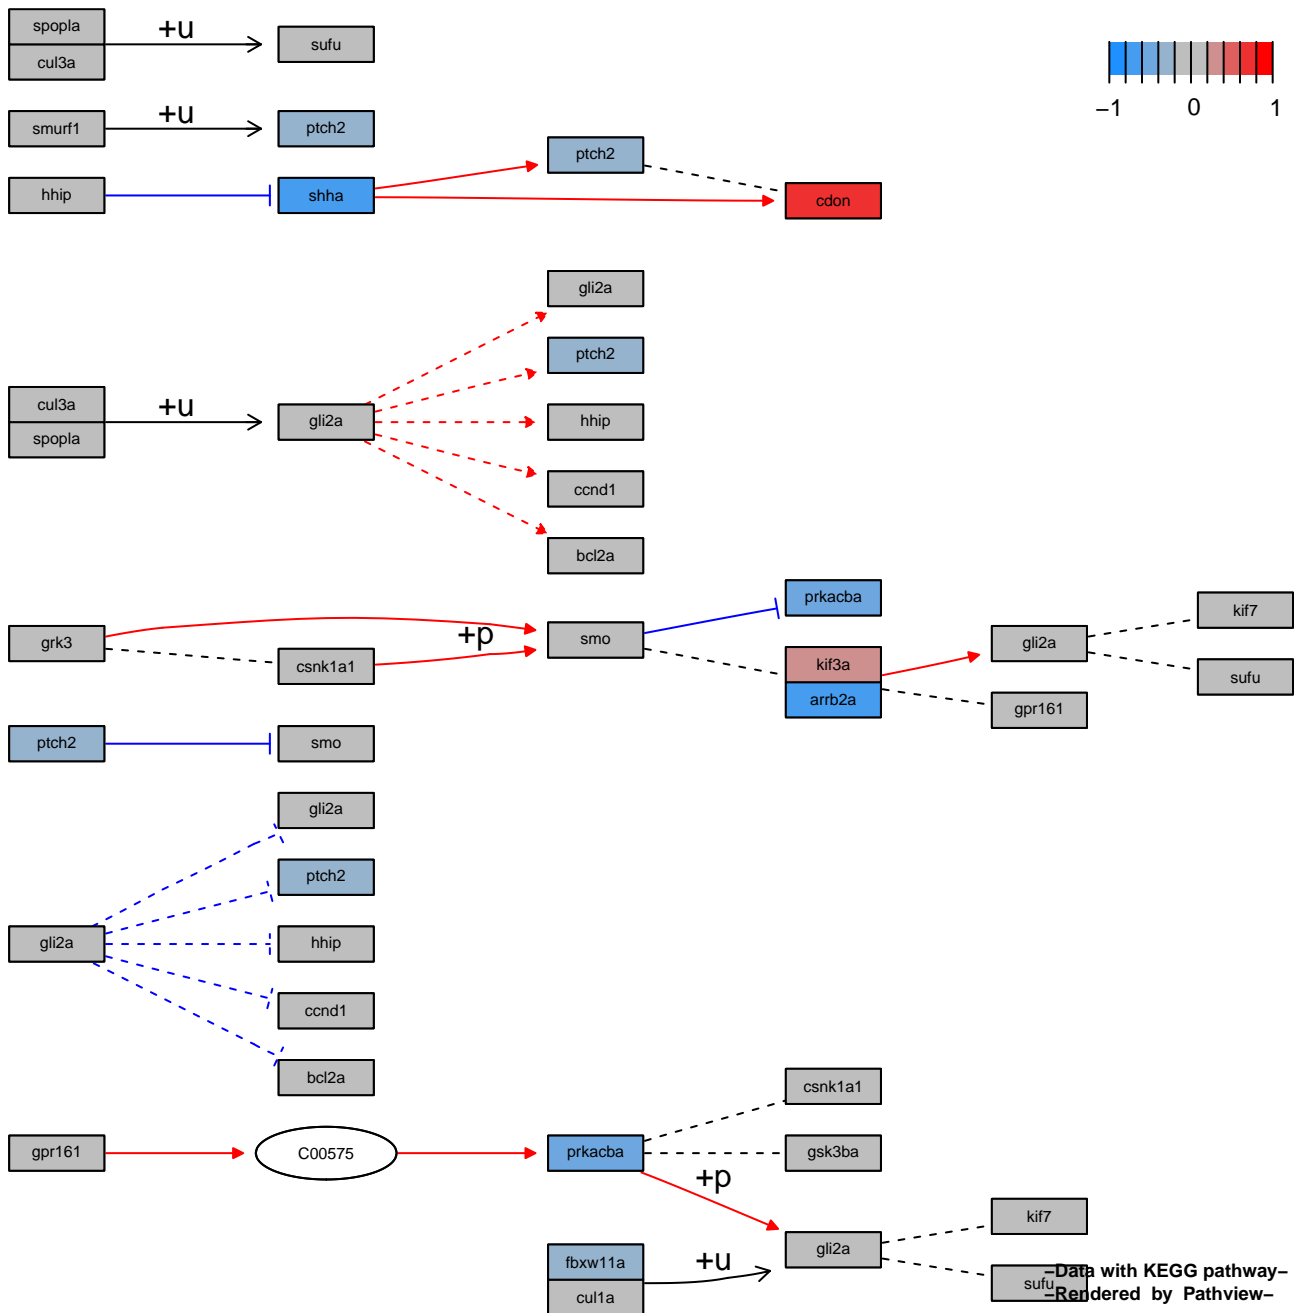 spopla
+u
sufu
cul3a
−1
0
1
smurf1
+u
ptch2
ptch2
hhip
shha
cdon
gli2a
ptch2
cul3a
+u
gli2a
hhip
spopla
ccnd1
bcl2a
prkacba
kif7
grk3
+p
smo
gli2a
csnk1a1
kif3a
sufu
arrb2a
gpr161
ptch2
smo
gli2a
ptch2
gli2a
hhip
ccnd1
bcl2a
csnk1a1
gpr161
C00575
prkacba
gsk3ba
+p
kif7
gli2a
fbxw11a
+u
cul1a
sufu
−Data with KEGG pathway−
−Rendered by Pathview−